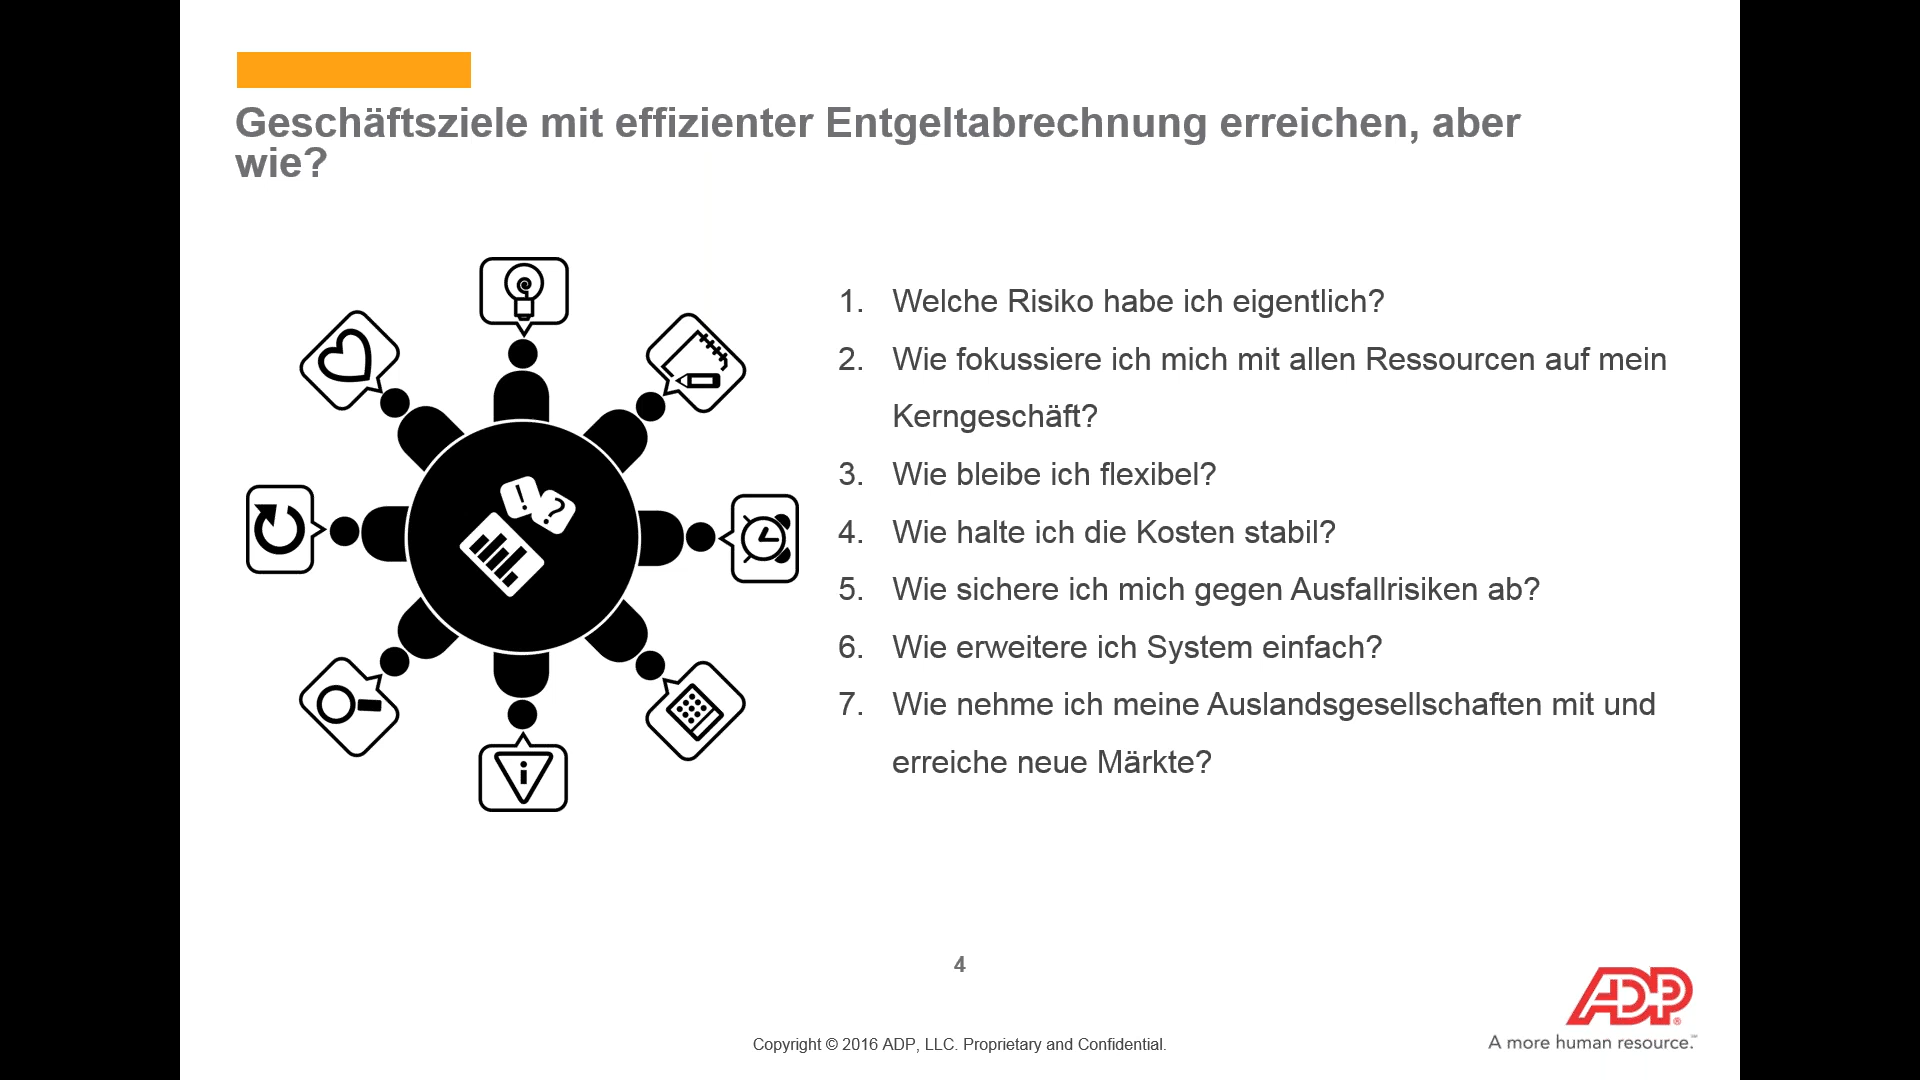 Geschäftsziele mit effizienter Entgeltabrechnung erreichen, aber
wie?
1. Welche Risiko habe ich eigentlich?
2. Wie fokussiere ich mich mit allen Ressourcen auf mein
Kerngeschäft?
3. Wie bleibe ich flexibel?
4. Wie halte ich die Kosten stabil?
5. Wie sichere ich mich gegen Ausfallrisiken ab?
6. Wie erweitere ich System einfach?
7. Wie nehme ich meine Auslandsgesellschaften mit und
erreiche neue Märkte?
! ?
i
4
ADP®
A more human resource.℠
Copyright © 2016 ADP, LLC. Proprietary and Confidential.